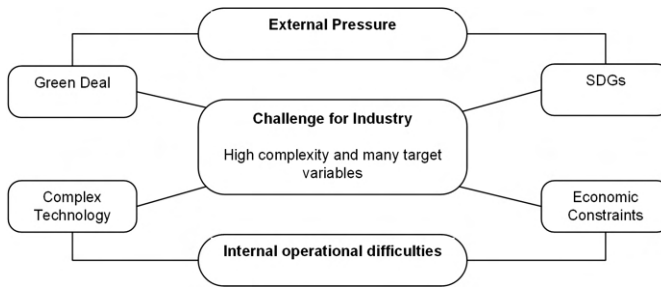 External Pressure
Green Deal
SDGs
Challenge for Industry
High complexity and many target
variables
Complex
Technology
Economic
Constraints
Internal operational difficulties